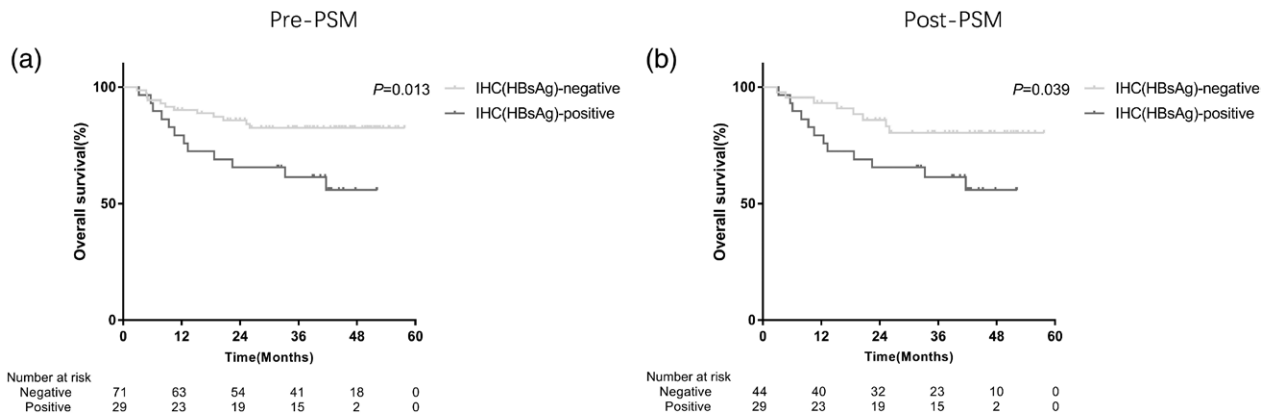 Pre-PSM
(a)
P=0.013
IHC(HBsAg)-negative
IHC(HBsAg)-positive
Overall survival(%)
100
50
0
0 12 24 36 48 60
Time(Months)
Number at risk
Negative 71 63 54 41 18 0
Positive 29 23 19 15 2 0
Post-PSM
(b)
P=0.039
IHC(HBsAg)-negative
IHC(HBsAg)-positive
Overall survival(%)
100
50
0
0 12 24 36 48 60
Time(Months)
Number at risk
Negative 44 40 32 23 10 0
Positive 29 23 19 15 2 0